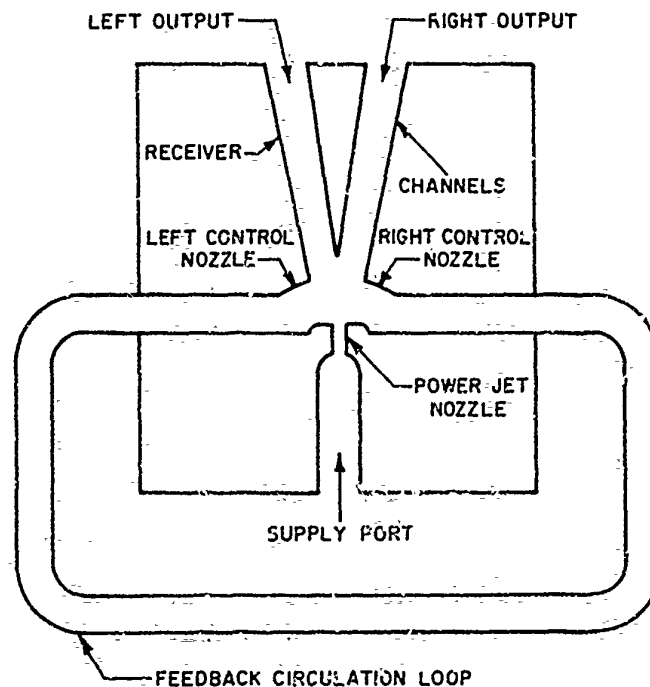 LEFT OUTPUT
RIGHT OUTPUT
RECEIVER
CHANNELS
LEFT CONTROL
NOZZLE
RIGHT CONTROL
NOZZLE
POWER JET
NOZZLE
SUPPLY PORT
FEEDBACK CIRCULATION LOOP